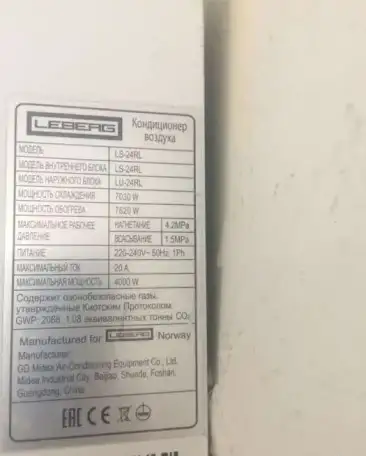 LEBERG
Кондиционер
воздуха
МОДЕЛЬ LS-24RL
МОДЕЛЬ ВНУТРЕННЕГО БЛОКА LS-24RL
МОДЕЛЬ НАРУЖНОГО БЛОКА LU-24RL
МОЩНОСТЬ ОХЛАЖДЕНИЯ 7030 W
МОЩНОСТЬ ОБОГРЕВА 7620 W
МАКСИМАЛЬНОЕ РАБОЧЕЕ НАГНЕТАНИЕ 4.2MPa
ДАВЛЕНИЕ ВСАСЫВАНИЕ 1.5MPa
ПИТАНИЕ 220-240V~ 50Hz, 1Ph
МАКСИМАЛЬНЫЙ ТОК 20 A
МАКСИМАЛЬНАЯ МОЩНОСТЬ 4000 W
Содержит озонобезопасные газы,
утвержденные Киотским Протоколом.
GWP: 2088, 1.08 эквивалентных тонны CO₂
Manufactured for LEBERG Norway
Manufacturer:
GD Midea Air-Conditioning Equipment Co., Ltd.
Midea Industrial City, Beijiao, Shunde, Foshan,
Guangdong, China
EAC CE